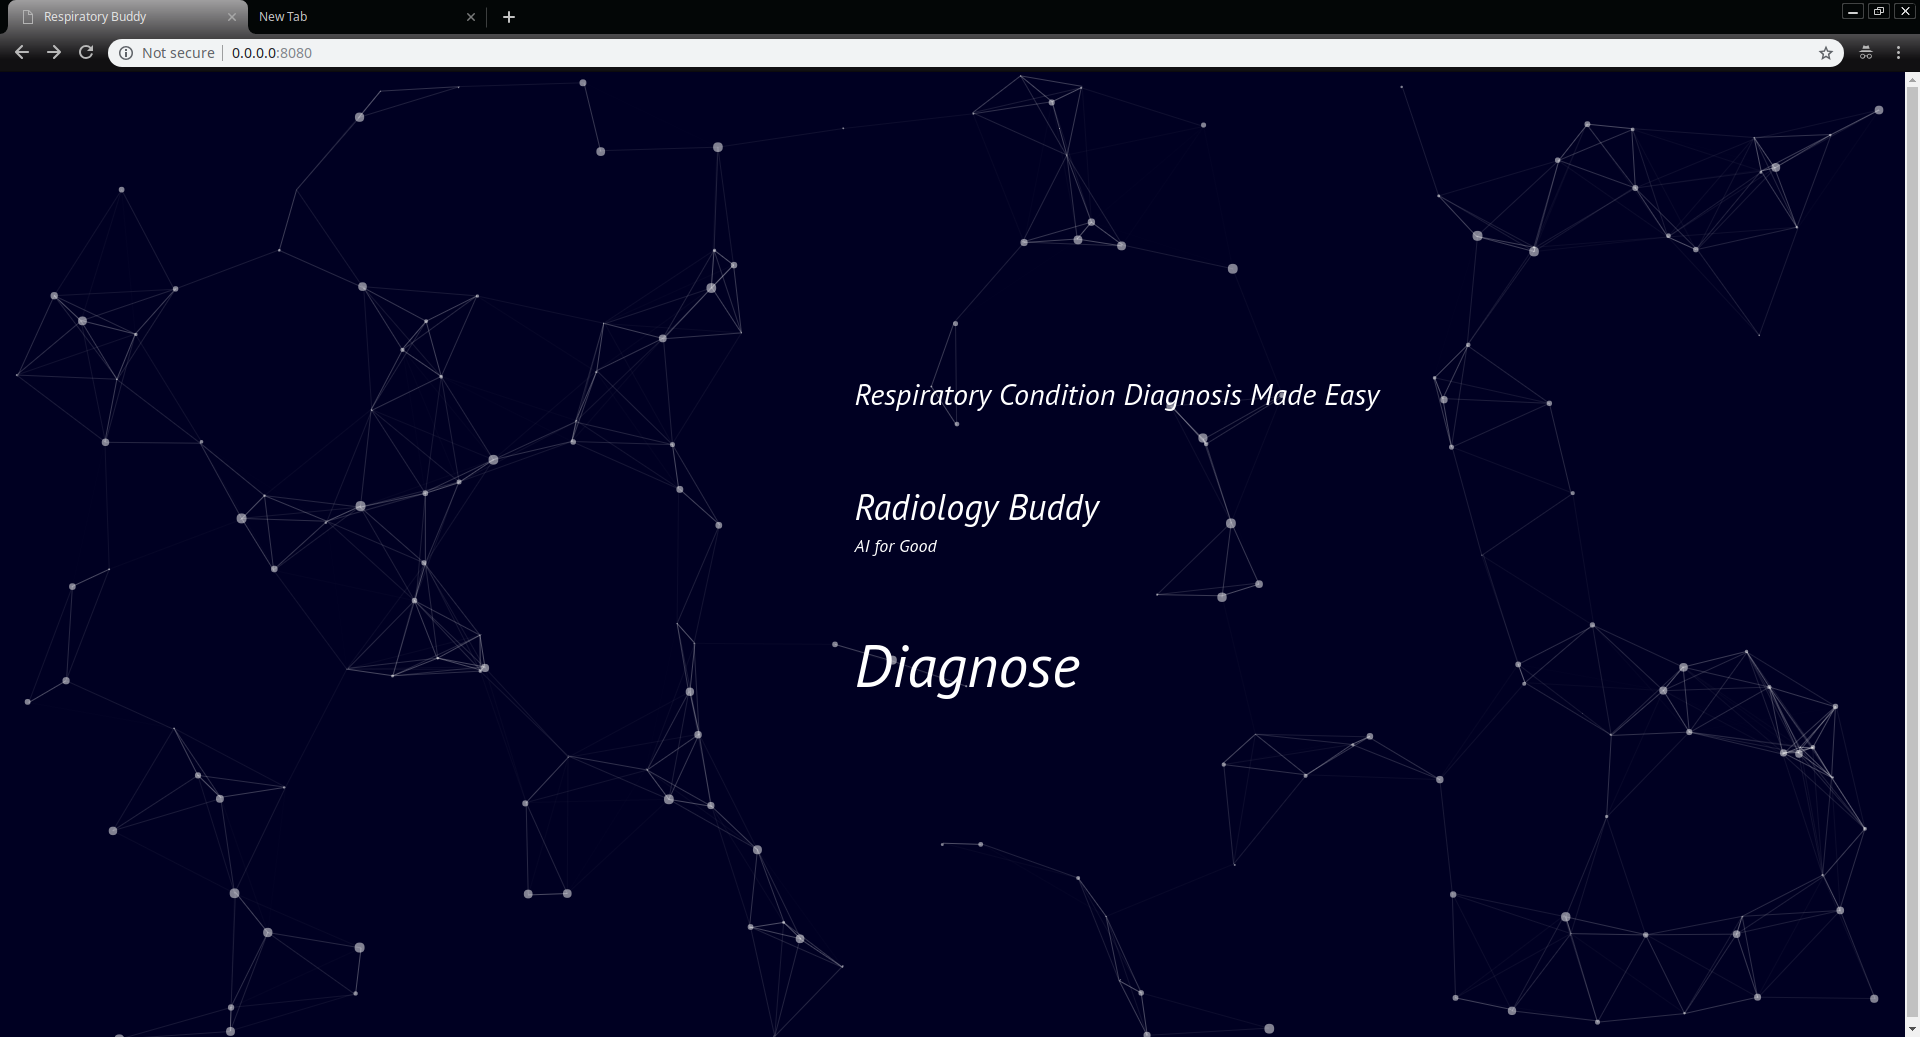 Respiratory Buddy
New Tab
Not secure 0.0.0.0:8080
Respiratory Condition Diagnosis Made Easy
Radiology Buddy
AI for Good
Diagnose